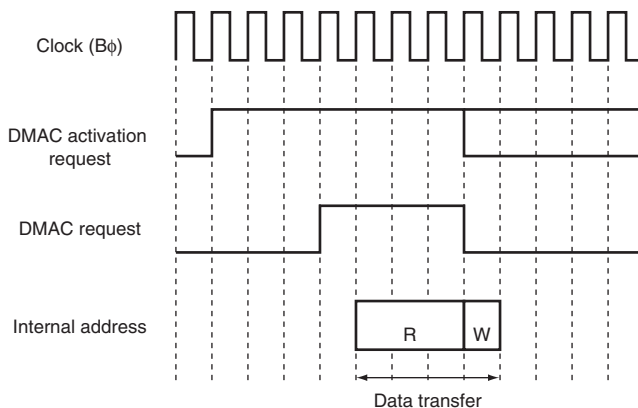 Clock (Bϕ)
DMAC activation
request
DMAC request
Internal address
R
W
Data transfer